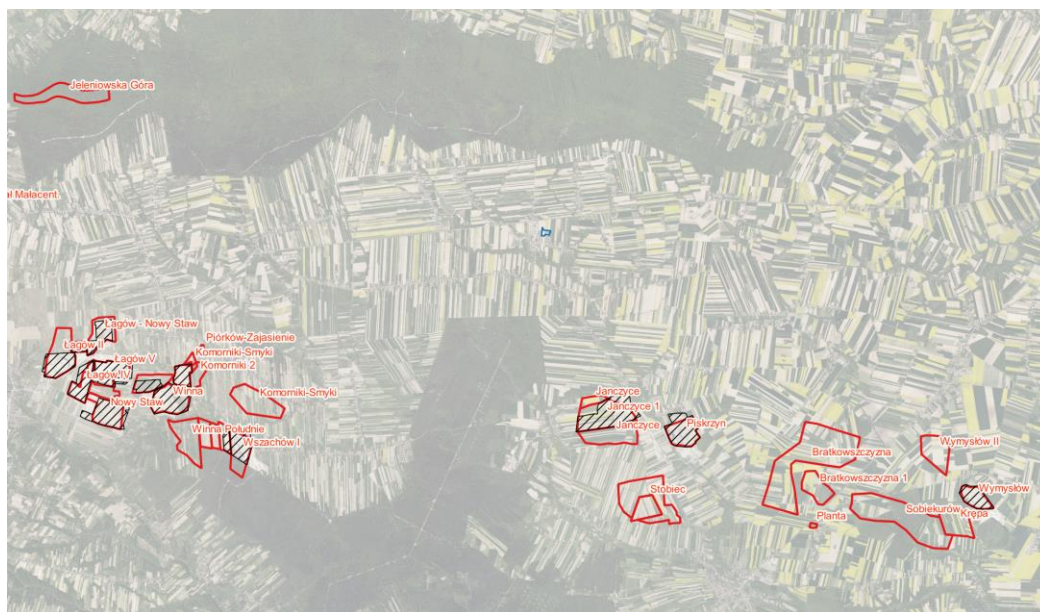 Jeleniowska Góra
ał Małacent
Łagów - Nowy Staw
Piórków-Zajasienie
Łagów II
Komorniki-Smyki
Łagów V
Komorniki 2
Łagów IV
Winna
Komorniki-Smyki
Nowy Staw
Janczyce
Janczyce 1
Janczyce
Piskrzyn
Winna Południe
Wszachów I
Wymysłów II
Bratkowszczyzna
Bratkowszczyzna 1
Stobiec
Wymysłów
Sobiekurów
Krępa
Planta